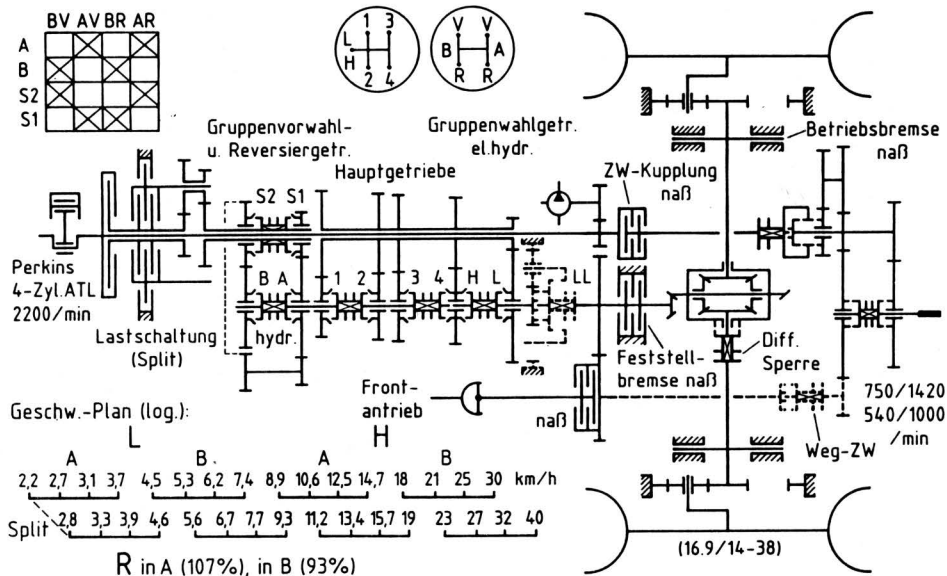 BV AV BR AR
A
B
S2
S1
1 3
L
H
2 4
V V
B A
R R
Gruppenvorwahl-
u. Reversiergetr.
Hauptgetriebe
Gruppenwahlgetr.
el.hydr.
ZW-Kupplung
naß
Betriebsbremse
naß
S2 S1
Perkins
4-Zyl.ATL
2200/min
B A 1 2 3 4 H L LL
hydr.
Lastschaltung
(Split)
Feststell-
bremse naß
Diff.
Sperre
Front-
antrieb
naß
Weg-ZW
750/1420
540/1000
/min
Geschw.-Plan (log.):
L H
A B A B
2,2 2,7 3,1 3,7 4,5 5,3 6,2 7,4 8,9 10,6 12,5 14,7 18 21 25 30 km/h
Split 2,8 3,3 3,9 4,6 5,6 6,7 7,7 9,3 11,2 13,4 15,7 19 23 27 32 40
R in A (107%), in B (93%)
(16.9/14-38)